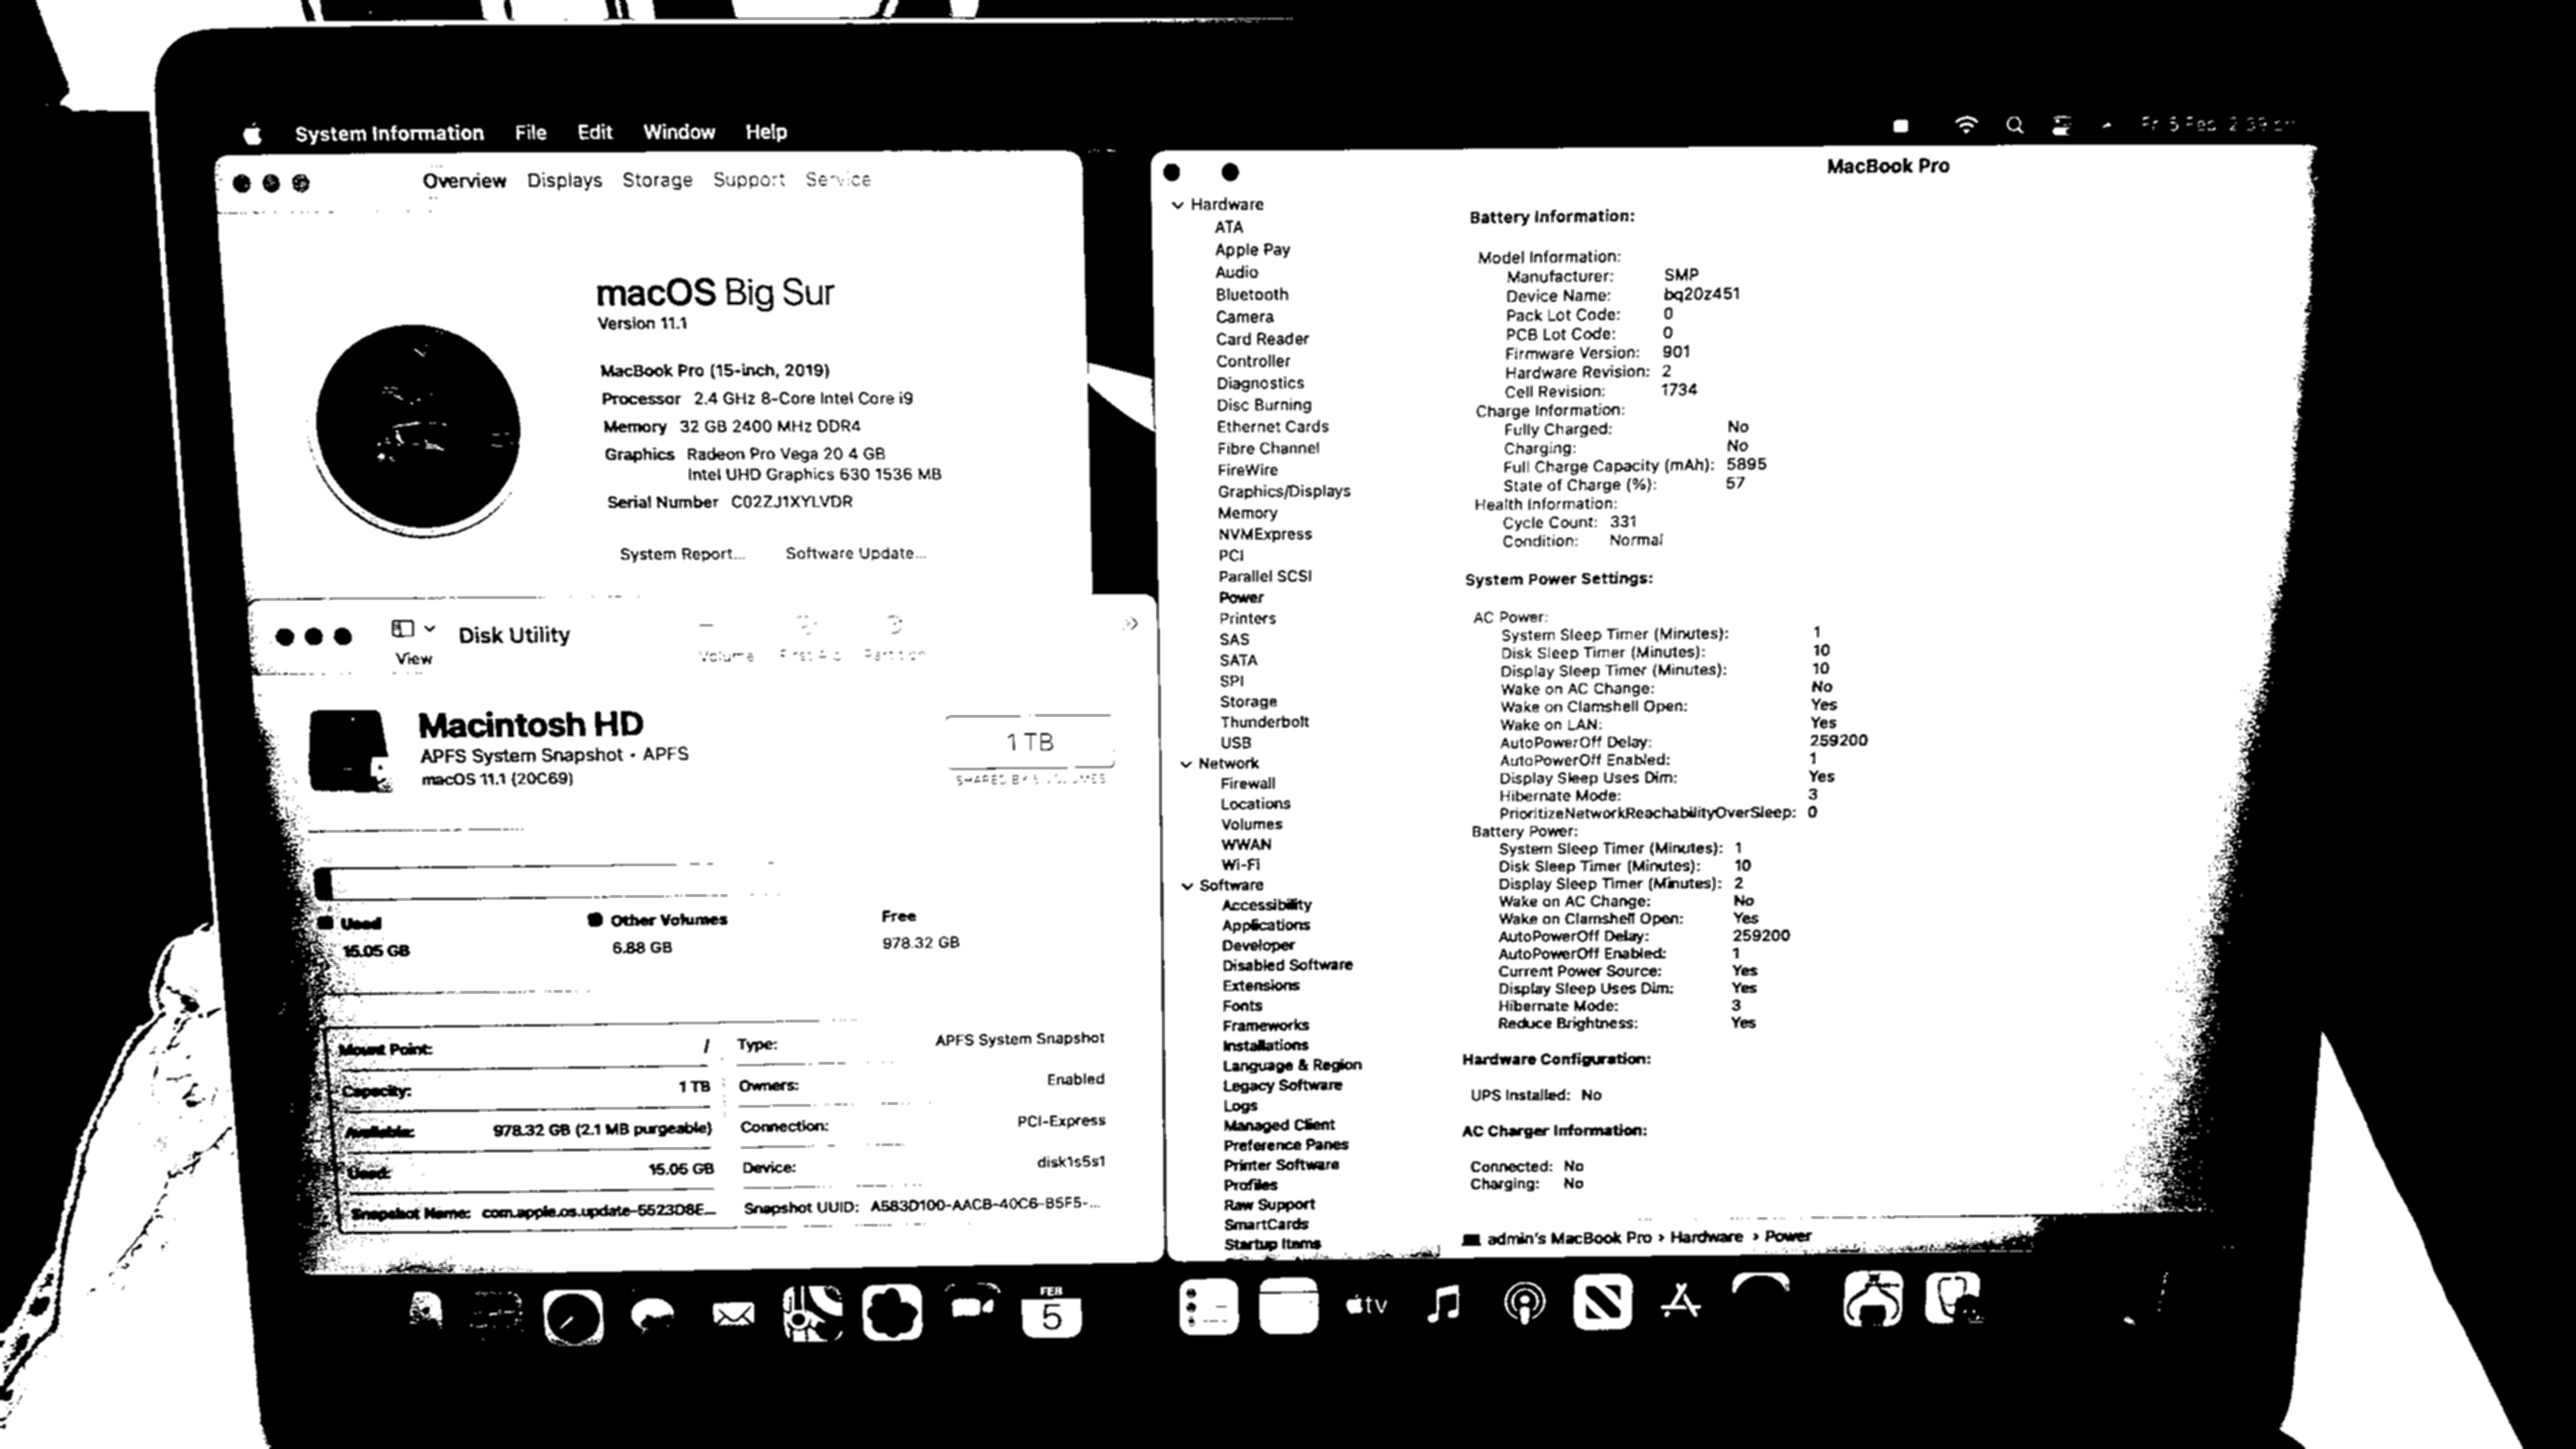 System Information File Edit Window Help
Overview Displays Storage Support Service
macOS Big Sur
Version 11.1
MacBook Pro (15-inch, 2019)
Processor 2.4 GHz 8-Core Intel Core i9
Memory 32 GB 2400 MHz DDR4
Graphics Radeon Pro Vega 20 4 GB
Intel UHD Graphics 630 1536 MB
Serial Number C02ZJ1XYLVDR
System Report... Software Update...
Disk Utility
View
Volume First Aid Partition
Macintosh HD
APFS System Snapshot • APFS
macOS 11.1 (20C69)
1 TB
SHARED BY 5 VOLUMES
Used
15.05 GB
Other Volumes
6.88 GB
Free
978.32 GB
Mount Point: /
Type: APFS System Snapshot
Capacity: 1 TB
Owners: Enabled
Available: 978.32 GB (2.1 MB purgeable)
Connection: PCI-Express
Used: 15.05 GB
Device: disk1s5s1
Snapshot Name: com.apple.os.update-5523D8E...
Snapshot UUID: A583D100-AACB-40C6-B5F5-...
MacBook Pro
Hardware
ATA
Apple Pay
Audio
Bluetooth
Camera
Card Reader
Controller
Diagnostics
Disc Burning
Ethernet Cards
Fibre Channel
FireWire
Graphics/Displays
Memory
NVMExpress
PCI
Parallel SCSI
Power
Printers
SAS
SATA
SPI
Storage
Thunderbolt
USB
Network
Firewall
Locations
Volumes
WWAN
Wi-Fi
Software
Accessibility
Applications
Developer
Disabled Software
Extensions
Fonts
Frameworks
Installations
Language & Region
Legacy Software
Logs
Managed Client
Preference Panes
Printer Software
Profiles
Raw Support
SmartCards
Startup Items
Battery Information:
Model Information:
Manufacturer: SMP
Device Name: bq20z451
Pack Lot Code: 0
PCB Lot Code: 0
Firmware Version: 901
Hardware Revision: 2
Cell Revision: 1734
Charge Information:
Fully Charged: No
Charging: No
Full Charge Capacity (mAh): 5895
State of Charge (%): 57
Health Information:
Cycle Count: 331
Condition: Normal
System Power Settings:
AC Power:
System Sleep Timer (Minutes): 1
Disk Sleep Timer (Minutes): 10
Display Sleep Timer (Minutes): 10
Wake on AC Change: No
Wake on Clamshell Open: Yes
Wake on LAN: Yes
AutoPowerOff Delay: 259200
AutoPowerOff Enabled: 1
Display Sleep Uses Dim: Yes
Hibernate Mode: 3
PrioritizeNetworkReachabilityOverSleep: 0
Battery Power:
System Sleep Timer (Minutes): 1
Disk Sleep Timer (Minutes): 10
Display Sleep Timer (Minutes): 2
Wake on AC Change: No
Wake on Clamshell Open: Yes
AutoPowerOff Delay: 259200
AutoPowerOff Enabled: 1
Current Power Source: Yes
Display Sleep Uses Dim: Yes
Hibernate Mode: 3
Reduce Brightness: Yes
Hardware Configuration:
UPS Installed: No
AC Charger Information:
Connected: No
Charging: No
admin's MacBook Pro › Hardware › Power
FEB
5
tv